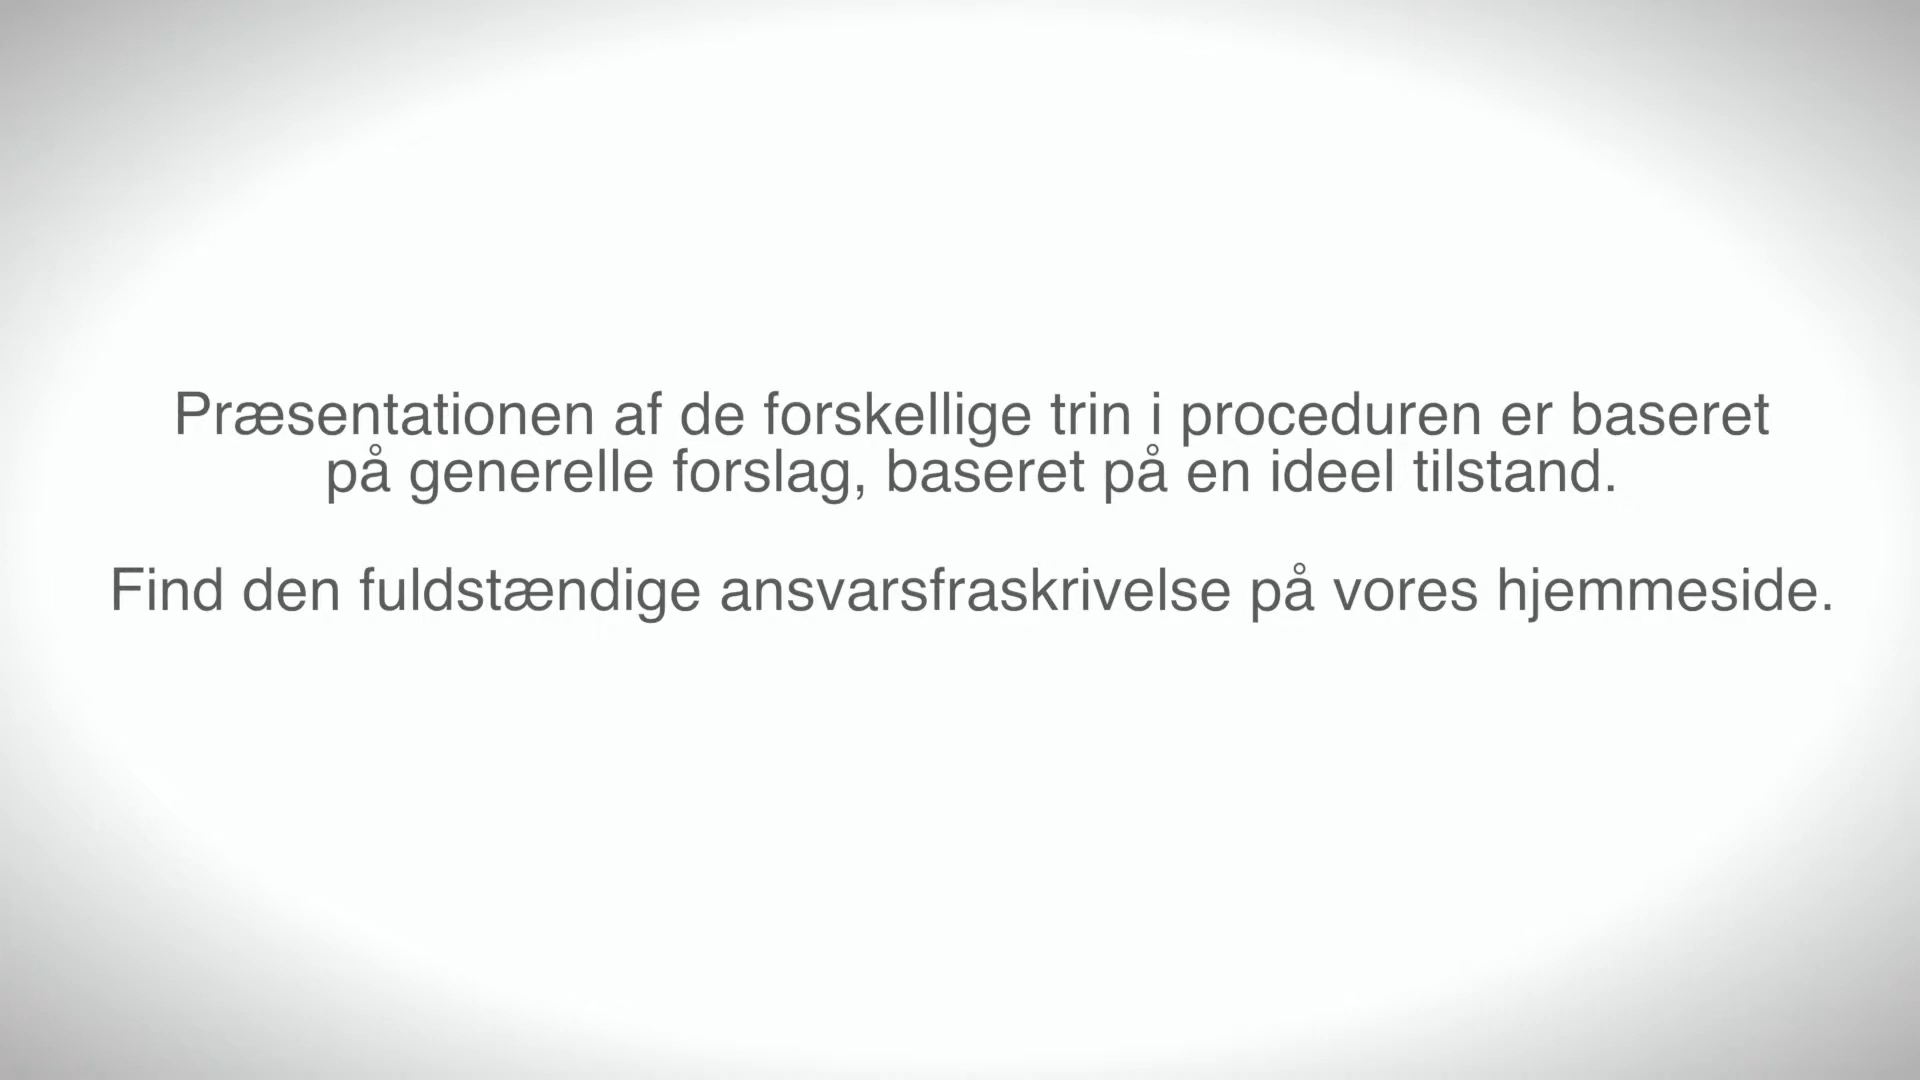 Præsentationen af de forskellige trin i proceduren er baseret
på generelle forslag, baseret på en ideel tilstand.
Find den fuldstændige ansvarsfraskrivelse på vores hjemmeside.